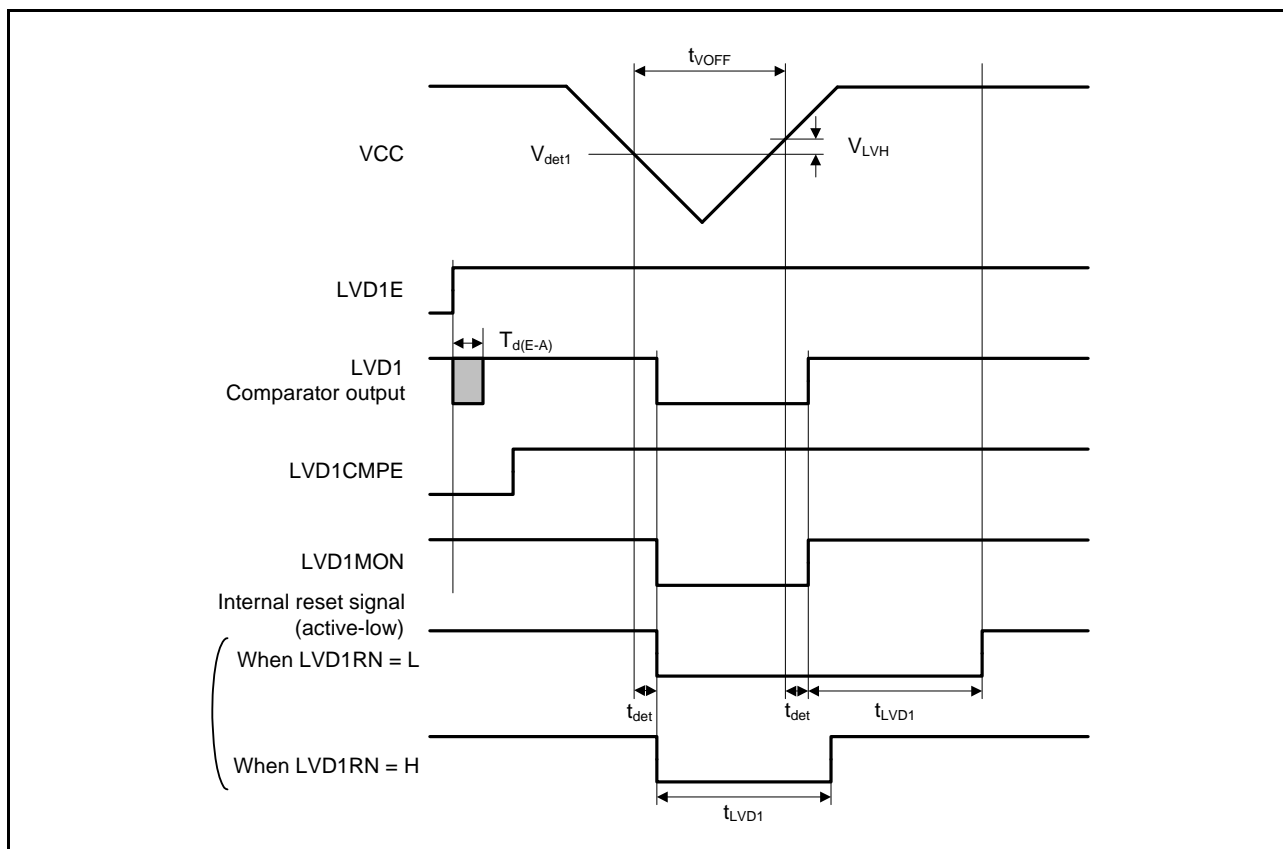 tVOFF
VCC
Vdet1
VLVH
LVD1E
Td(E-A)
LVD1
Comparator output
LVD1CMPE
LVD1MON
Internal reset signal
(active-low)
When LVD1RN = L
tdet
tdet
tLVD1
When LVD1RN = H
tLVD1